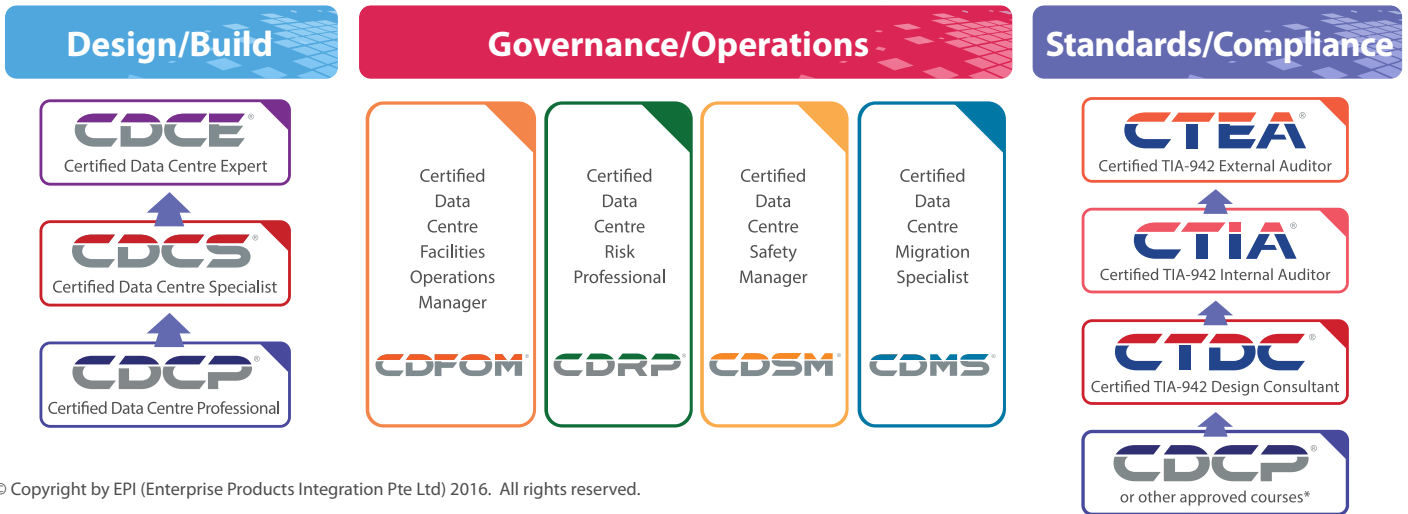 Design/Build
CDCE®
Certified Data Centre Expert
CDCS®
Certified Data Centre Specialist
CDCP®
Certified Data Centre Professional
Governance/Operations
Certified
Data
Centre
Facilities
Operations
Manager
CDFOM®
Certified
Data
Centre
Risk
Professional
CDRP®
Certified
Data
Centre
Safety
Manager
CDSM®
Certified
Data
Centre
Migration
Specialist
CDMS®
Standards/Compliance
CTEA®
Certified TIA-942 External Auditor
CTIA®
Certified TIA-942 Internal Auditor
CTDC®
Certified TIA-942 Design Consultant
CDCP®
or other approved courses*
© Copyright by EPI (Enterprise Products Integration Pte Ltd) 2016. All rights reserved.